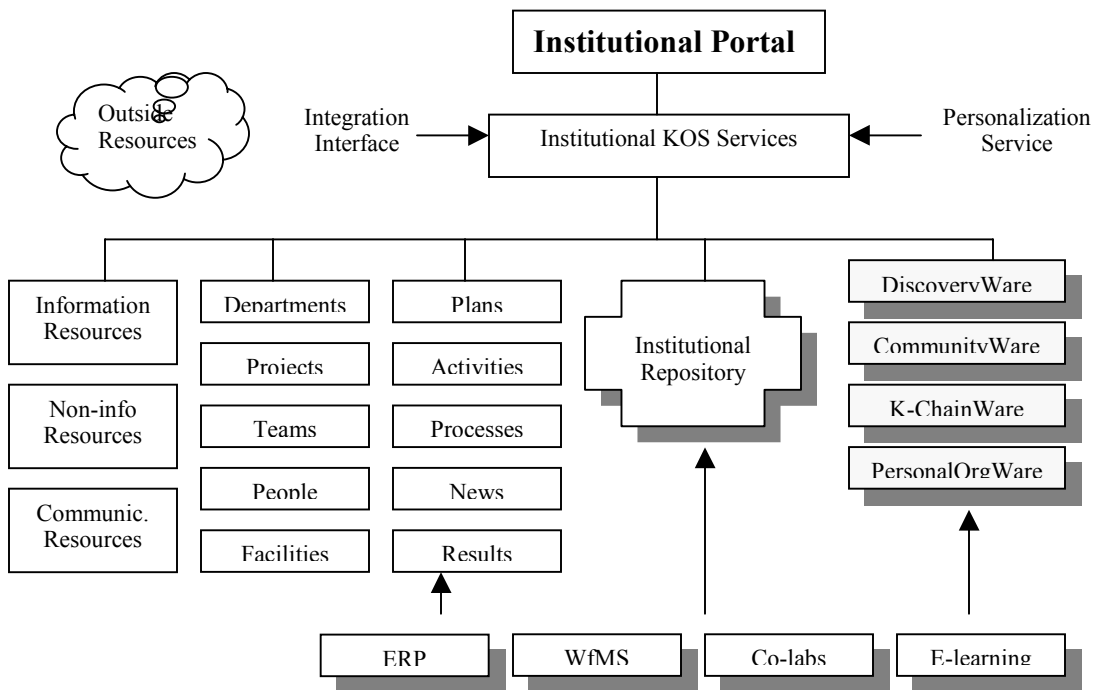 Institutional Portal
Outside
Resources
Integration
Interface
Institutional KOS Services
Personalization
Service
Information
Resources
Non-info
Resources
Communic.
Resources
Departments
Projects
Teams
People
Facilities
Plans
Activities
Processes
News
Results
Institutional
Repository
DiscoveryWare
CommunityWare
K-ChainWare
PersonalOrgWare
ERP
WfMS
Co-labs
E-learning